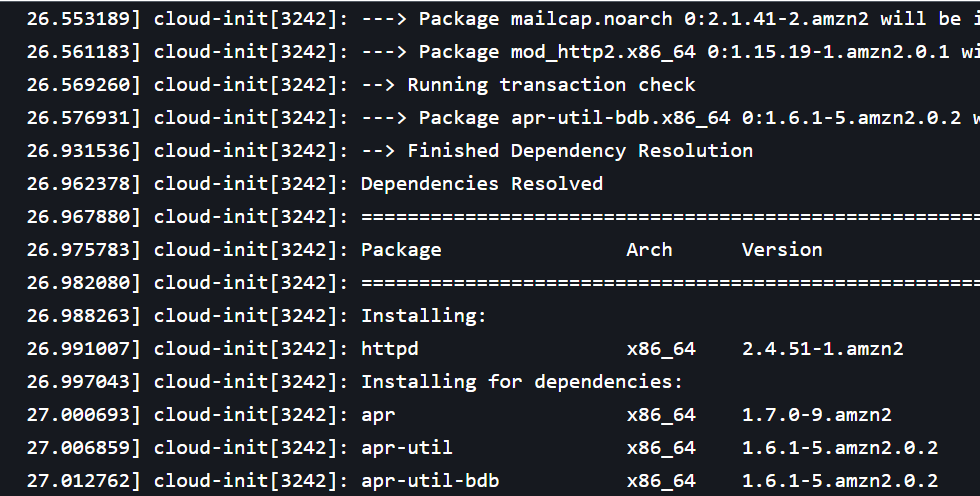 26.553189] cloud-init[3242]: ---> Package mailcap.noarch 0:2.1.41-2.amzn2 will be
26.561183] cloud-init[3242]: ---> Package mod_http2.x86_64 0:1.15.19-1.amzn2.0.1
26.569260] cloud-init[3242]: --> Running transaction check
26.576931] cloud-init[3242]: ---> Package apr-util-bdb.x86_64 0:1.6.1-5.amzn2.0.2
26.931536] cloud-init[3242]: --> Finished Dependency Resolution
26.962378] cloud-init[3242]: Dependencies Resolved
26.967880] cloud-init[3242]: ======================================================
26.975783] cloud-init[3242]: Package                Arch      Version
26.982080] cloud-init[3242]: ======================================================
26.988263] cloud-init[3242]: Installing:
26.991007] cloud-init[3242]: httpd                  x86_64    2.4.51-1.amzn2
26.997043] cloud-init[3242]: Installing for dependencies:
27.000693] cloud-init[3242]: apr                    x86_64    1.7.0-9.amzn2
27.006859] cloud-init[3242]: apr-util               x86_64    1.6.1-5.amzn2.0.2
27.012762] cloud-init[3242]: apr-util-bdb           x86_64    1.6.1-5.amzn2.0.2